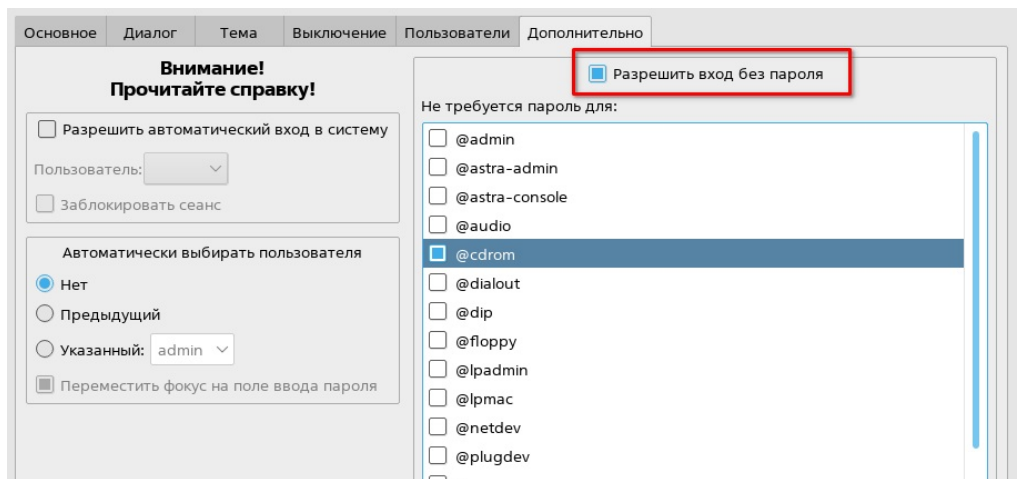 Основное Диалог Тема Выключение Пользователи Дополнительно
Внимание!
Прочитайте справку!
Разрешить автоматический вход в систему
Пользователь:
Заблокировать сеанс
Автоматически выбирать пользователя
Нет
Предыдущий
Указанный: admin
Переместить фокус на поле ввода пароля
Разрешить вход без пароля
Не требуется пароль для:
@admin
@astra-admin
@astra-console
@audio
@cdrom
@dialout
@dip
@floppy
@lpadmin
@lpmac
@netdev
@plugdev